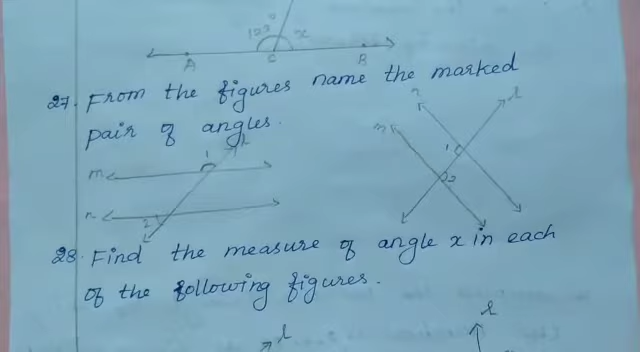 123° x
A C B
27. From the figures name the marked
pair of angles.
n l
m
1 l
1
m
2
n
2
28. Find the measure of angle x in each
of the following figures.
l l